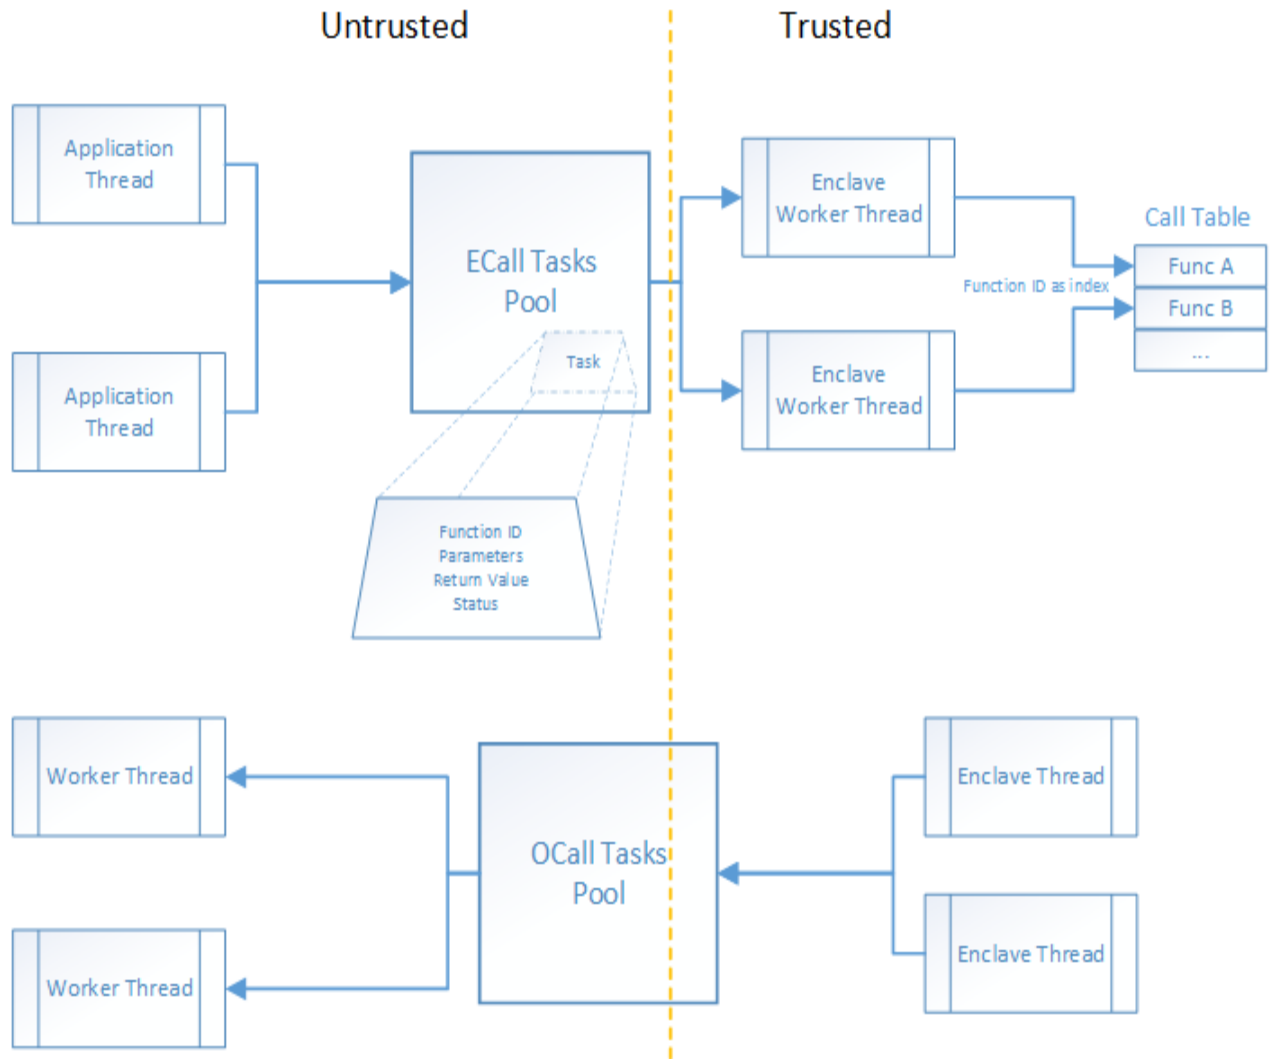 Untrusted
Trusted
Application
Thread
ECall Tasks
Pool
Task
Enclave
Worker Thread
Call Table
Func A
Function ID as index
Func B
...
Application
Thread
Enclave
Worker Thread
Function ID
Parameters
Return Value
Status
Worker Thread
Enclave Thread
OCall Tasks
Pool
Worker Thread
Enclave Thread